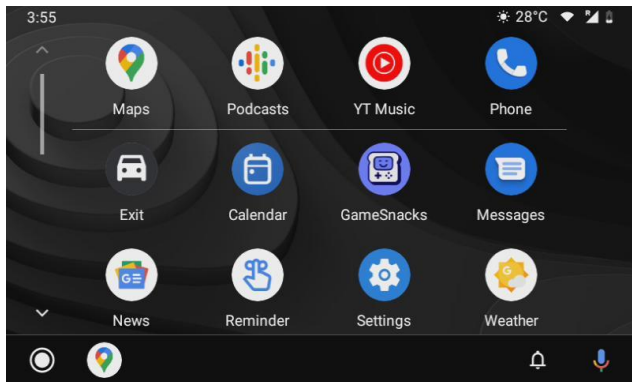 3:55
28°C R
Maps Podcasts YT Music Phone
Exit Calendar GameSnacks Messages
G
News Reminder Settings Weather